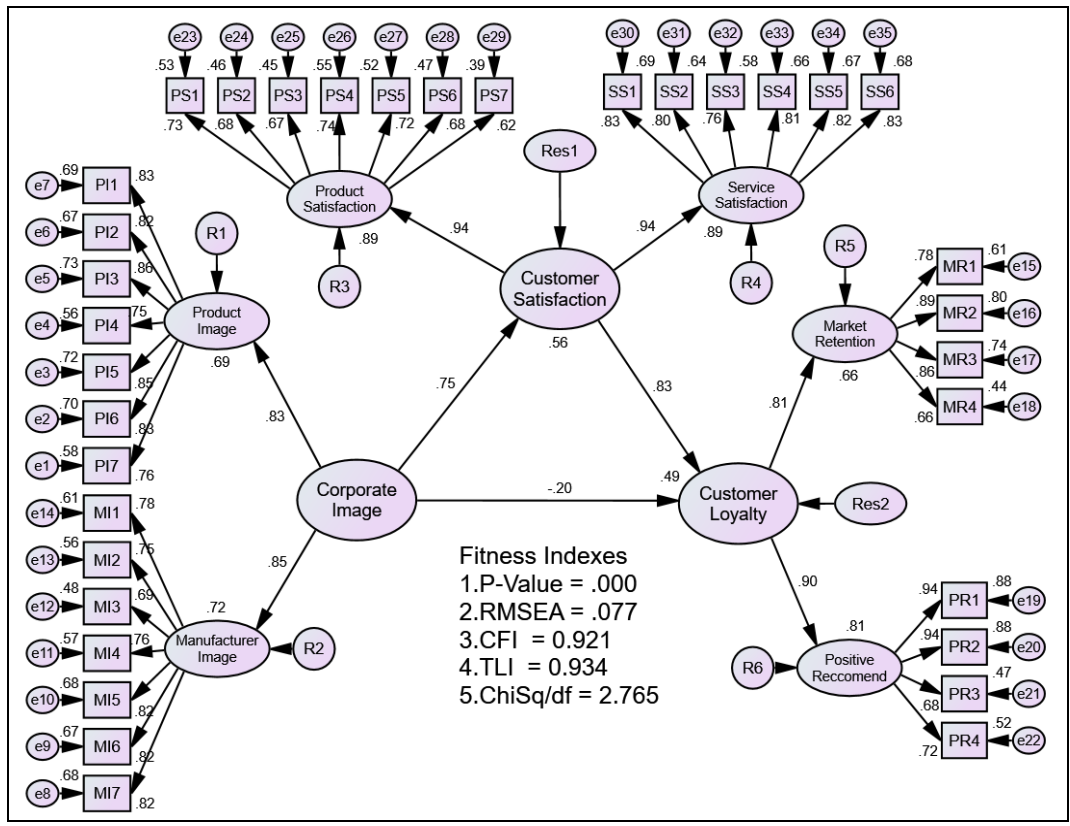 e23 e24 e25 e26 e27 e28 e29
.53 .46 .45 .55 .52 .47 .39
PS1 PS2 PS3 PS4 PS5 PS6 PS7
.73 .68 .67 .74 .72 .68 .62
e30 e31 e32 e33 e34 e35
.69 .64 .58 .66 .67 .68
SS1 SS2 SS3 SS4 SS5 SS6
.83 .80 .76 .81 .82 .83
Res1
Product
Satisfaction
.89
R3
.94
Service
Satisfaction
.89
R4
.94
Customer
Satisfaction
.56
e7 .69 PI1 .83
e6 .67 PI2 .82
e5 .73 PI3 .86
e4 .56 PI4 .75
e3 .72 PI5 .85
e2 .70 PI6 .83
e1 .58 PI7 .76
R1
Product
Image
.69
.83
.75
.83
R5
Market
Retention
.66
.81
.78 MR1 .61 e15
.89 MR2 .80 e16
.86 MR3 .74 e17
.66 MR4 .44 e18
Corporate
Image
-.20
.49
Customer
Loyalty
Res2
e14 .61 MI1 .78
e13 .56 MI2 .75
e12 .48 MI3 .69
e11 .57 MI4 .76
e10 .68 MI5 .82
e9 .67 MI6 .82
e8 .68 MI7 .82
.85
.72
Manufacturer
Image
R2
Fitness Indexes
1.P-Value = .000
2.RMSEA = .077
3.CFI = 0.921
4.TLI = 0.934
5.ChiSq/df = 2.765
.90
.81
Positive
Reccomend
R6
.94 PR1 .88 e19
.94 PR2 .88 e20
.68 PR3 .47 e21
.72 PR4 .52 e22